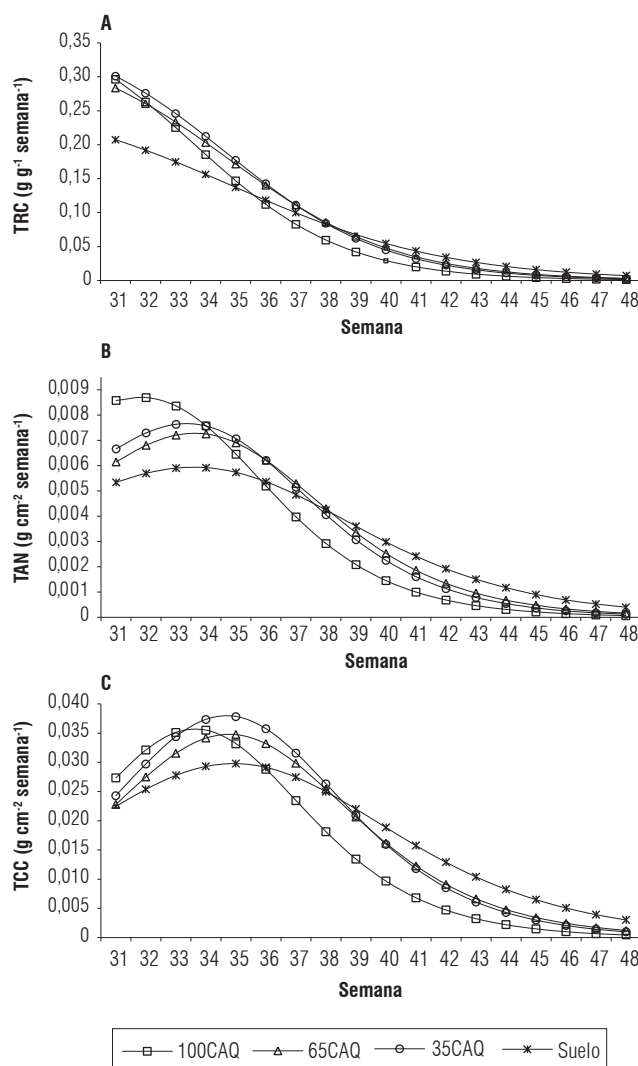 A
TRC (g g⁻¹ semana⁻¹)
0,35
0,30
0,25
0,20
0,15
0,10
0,05
0
31 32 33 34 35 36 37 38 39 40 41 42 43 44 45 46 47 48
Semana
B
TAN (g cm⁻² semana⁻¹)
0,009
0,008
0,007
0,006
0,005
0,004
0,003
0,002
0,001
0
31 32 33 34 35 36 37 38 39 40 41 42 43 44 45 46 47 48
Semana
C
TCC (g cm⁻² semana⁻¹)
0,040
0,035
0,030
0,025
0,020
0,015
0,010
0,005
0
31 32 33 34 35 36 37 38 39 40 41 42 43 44 45 46 47 48
Semana
100CAQ 65CAQ 35CAQ Suelo